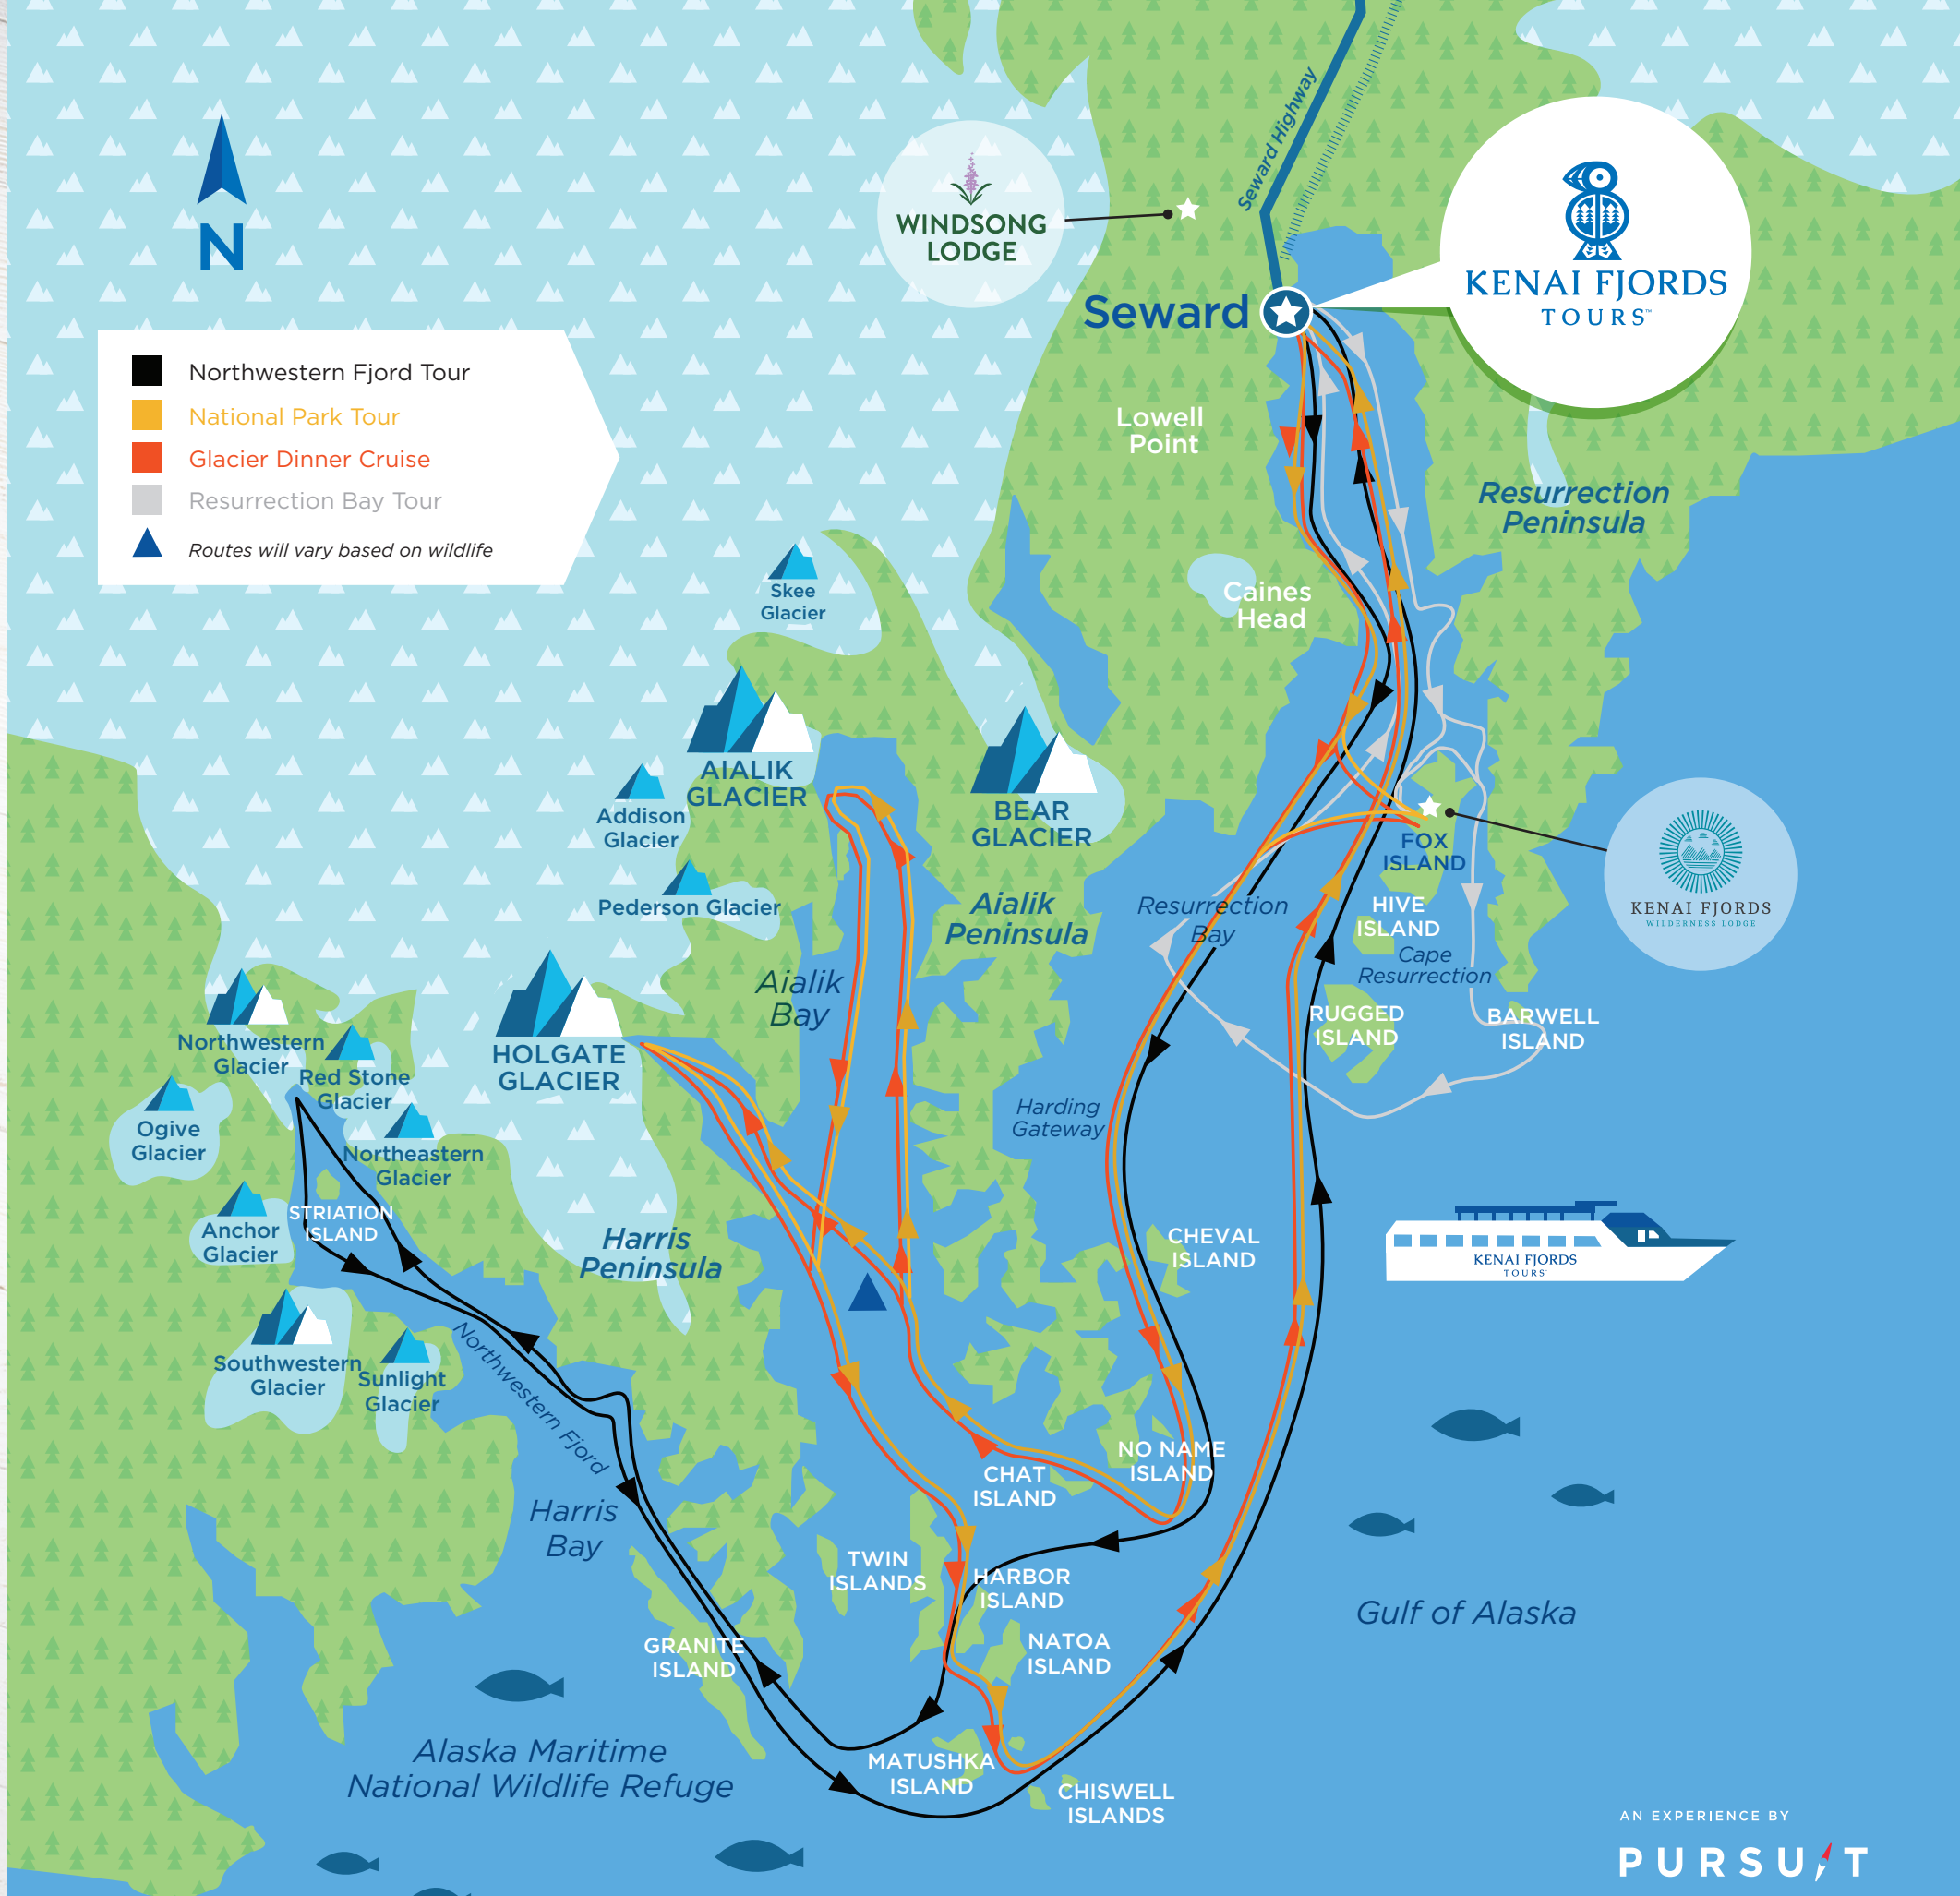 Seward Highway
WINDSONG
LODGE
KENAI FJORDS
TOURS™
Seward
N
Northwestern Fjord Tour
National Park Tour
Glacier Dinner Cruise
Resurrection Bay Tour
Routes will vary based on wildlife
Lowell
Point
Resurrection
Peninsula
Skee
Glacier
Caines
Head
AIALIK
GLACIER
Addison
Glacier
BEAR
GLACIER
FOX
ISLAND
Pederson Glacier
Aialik
Peninsula
Resurrection
Bay
HIVE
ISLAND
Cape
Resurrection
KENAI FJORDS
WILDERNESS LODGE
Aialik
Bay
RUGGED
ISLAND
BARWELL
ISLAND
Northwestern
Glacier
Red Stone
Glacier
HOLGATE
GLACIER
Ogive
Glacier
Northeastern
Glacier
Harding
Gateway
STRIATION
ISLAND
Anchor
Glacier
Harris
Peninsula
CHEVAL
ISLAND
KENAI FJORDS
TOURS
Southwestern
Glacier
Sunlight
Glacier
Northwestern Fjord
NO NAME
ISLAND
CHAT
ISLAND
Harris
Bay
TWIN
ISLANDS
HARBOR
ISLAND
Gulf of Alaska
GRANITE
ISLAND
NATOA
ISLAND
Alaska Maritime
National Wildlife Refuge
MATUSHKA
ISLAND
CHISWELL
ISLANDS
AN EXPERIENCE BY
PURSUIT